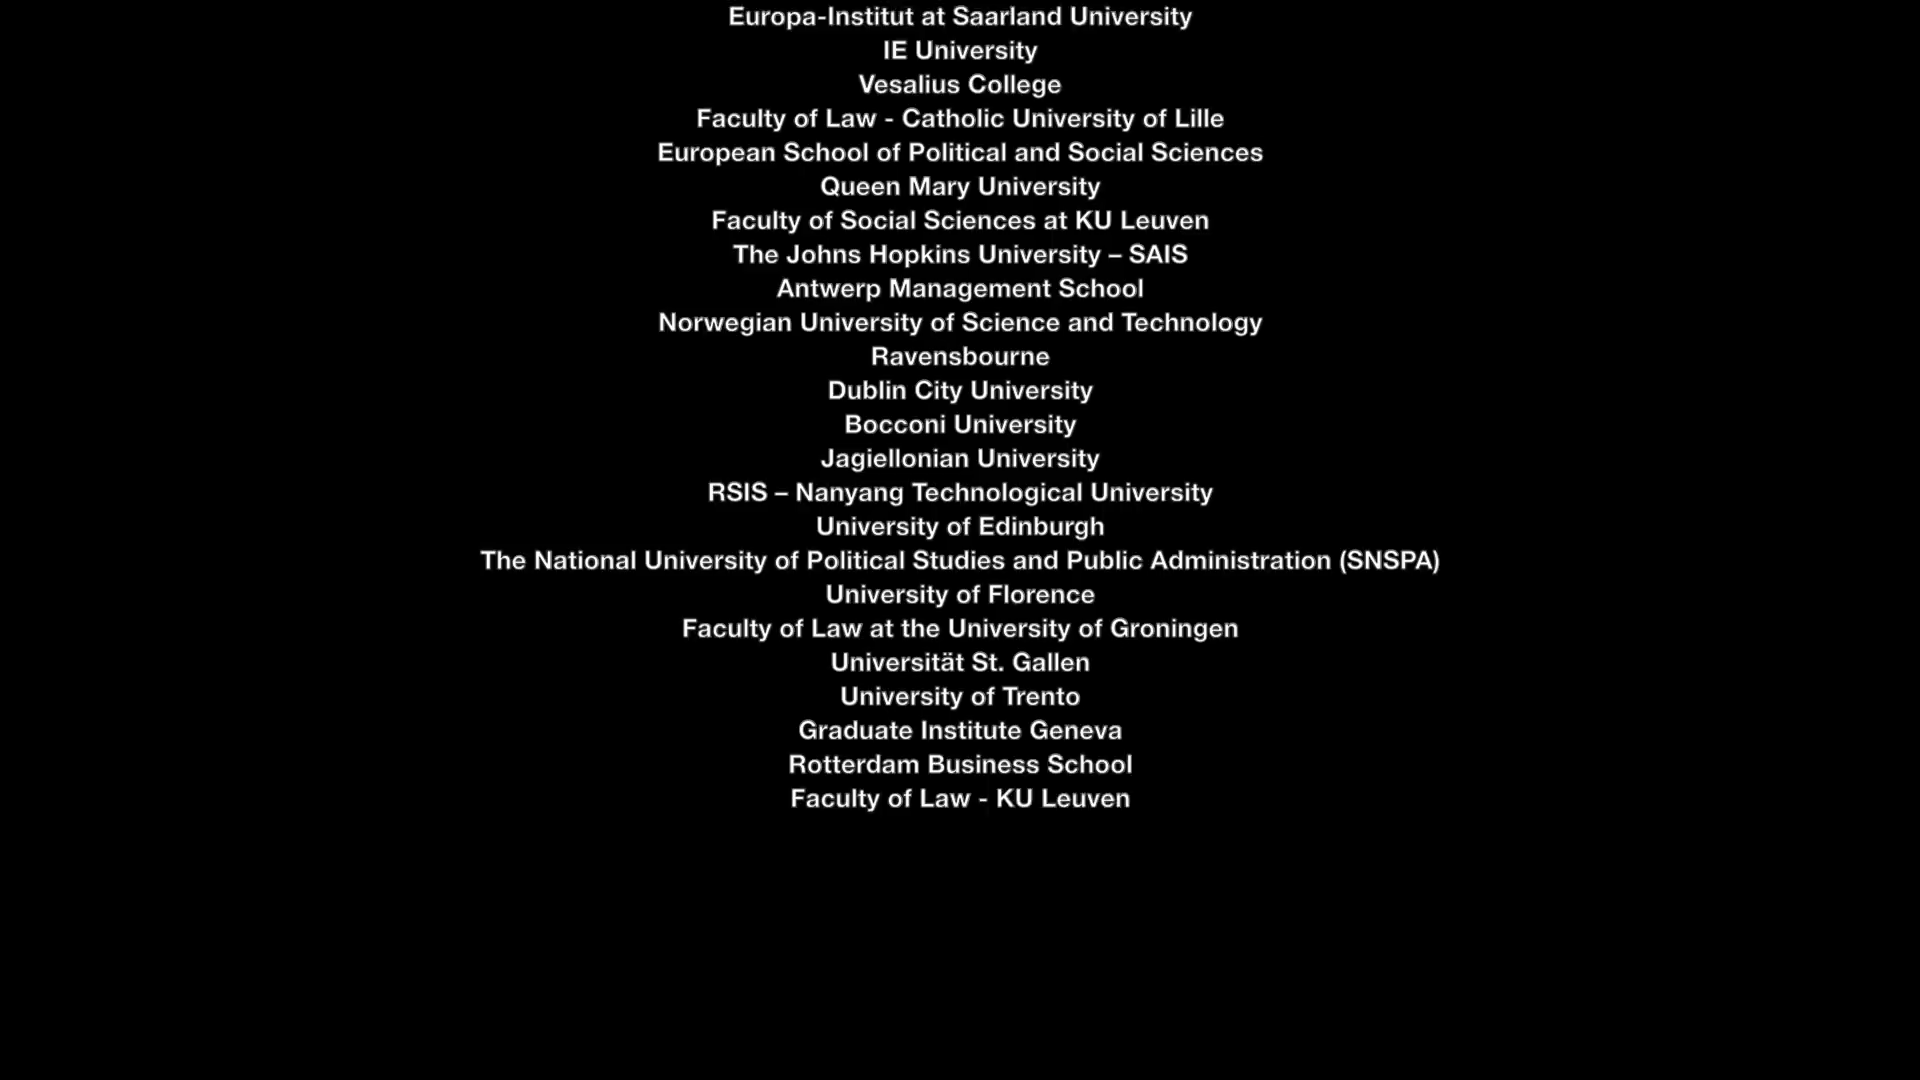 Europa-Institut at Saarland University
IE University
Vesalius College
Faculty of Law - Catholic University of Lille
European School of Political and Social Sciences
Queen Mary University
Faculty of Social Sciences at KU Leuven
The Johns Hopkins University – SAIS
Antwerp Management School
Norwegian University of Science and Technology
Ravensbourne
Dublin City University
Bocconi University
Jagiellonian University
RSIS – Nanyang Technological University
University of Edinburgh
The National University of Political Studies and Public Administration (SNSPA)
University of Florence
Faculty of Law at the University of Groningen
Universität St. Gallen
University of Trento
Graduate Institute Geneva
Rotterdam Business School
Faculty of Law - KU Leuven